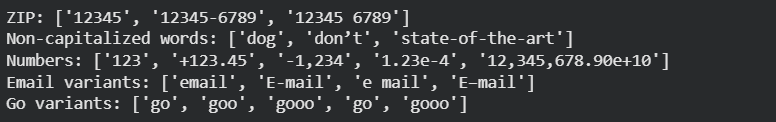 ZIP: ['12345', '12345-6789', '12345 6789']
Non-capitalized words: ['dog', 'don’t', 'state-of-the-art']
Numbers: ['123', '+123.45', '-1,234', '1.23e-4', '12,345,678.90e+10']
Email variants: ['email', 'E-mail', 'e mail', 'E–mail']
Go variants: ['go', 'goo', 'gooo', 'go', 'gooo']